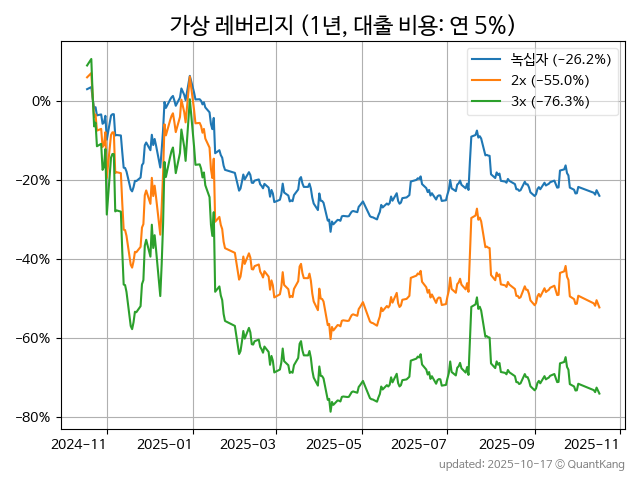 가상 레버리지 (1년, 대출 비용: 연 5%)
녹십자 (−26.2%)
2x (−55.0%)
3x (−76.3%)
0%
−20%
−40%
−60%
−80%
2024−11 2025−01 2025−03 2025−05 2025−07 2025−09 2025−11
updated: 2025-10-17 © QuantKang